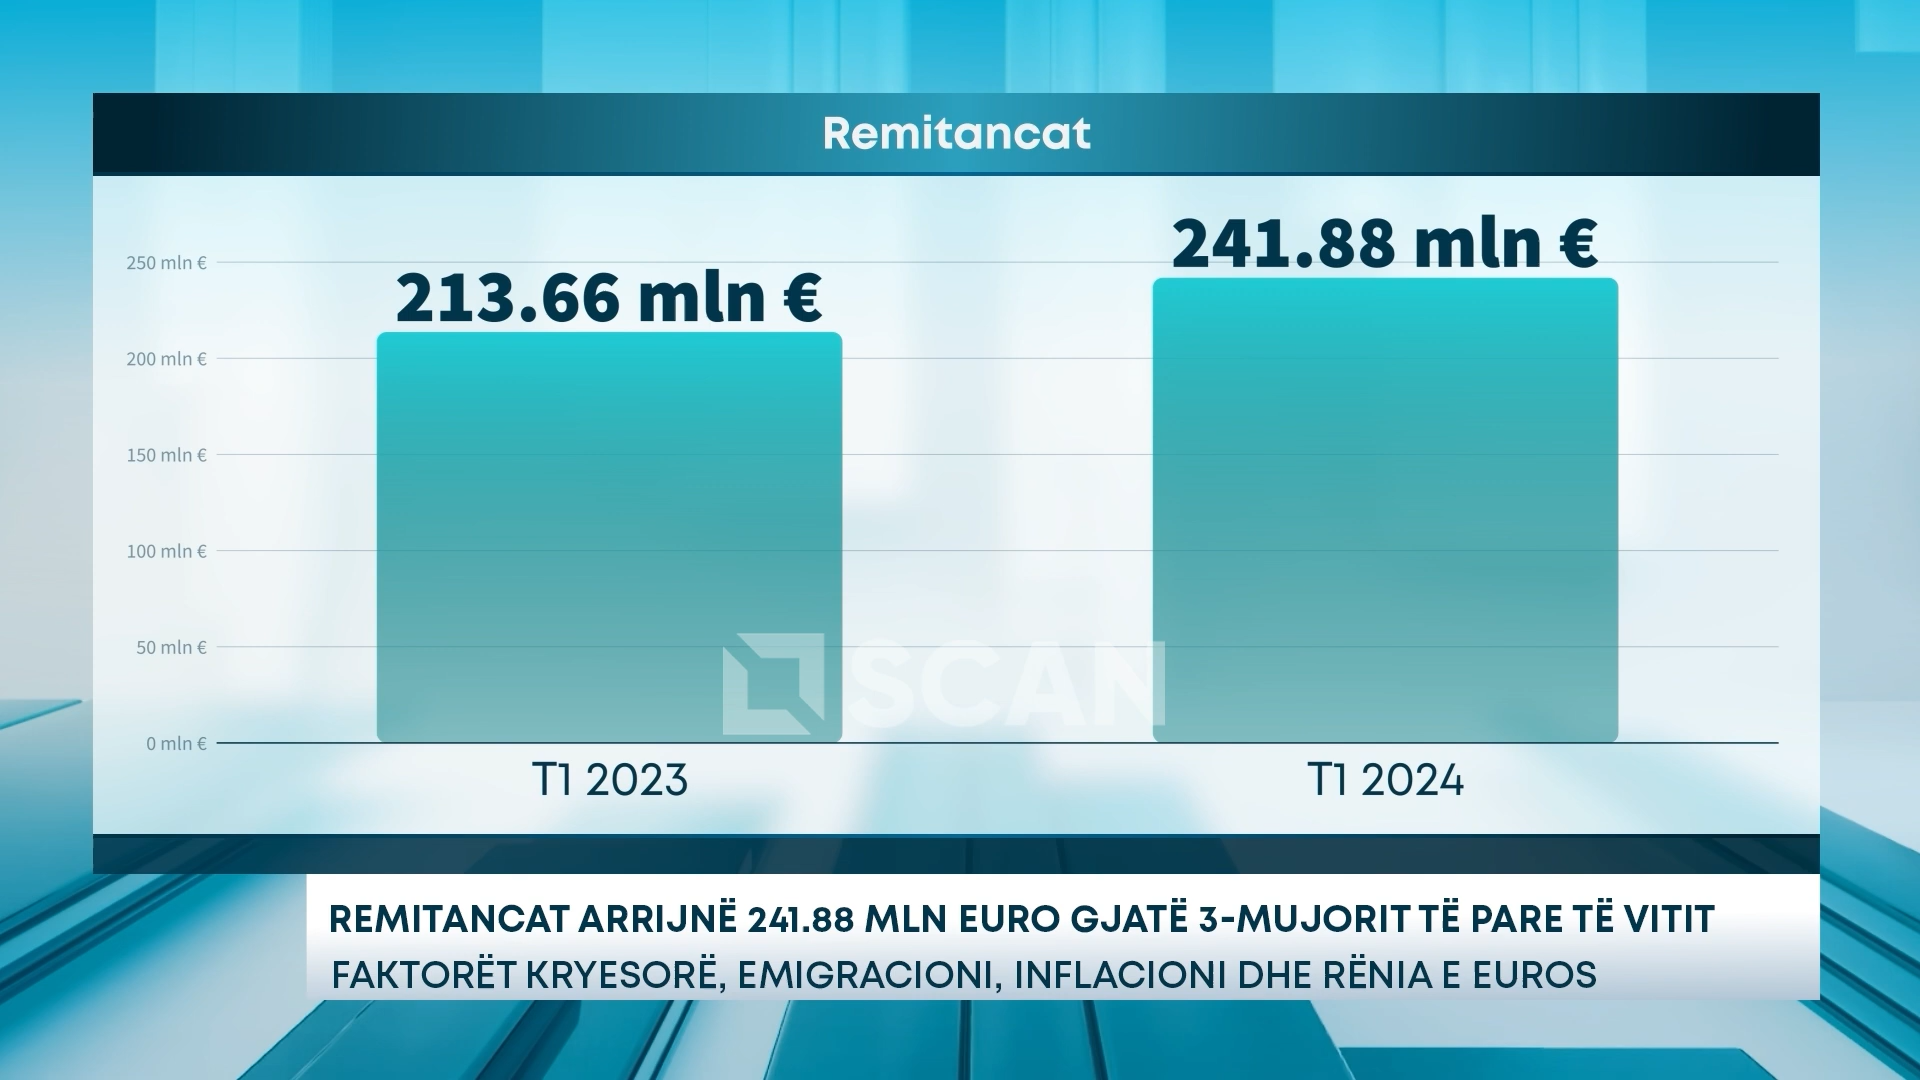 Remitancat
250 mln €
200 mln €
150 mln €
100 mln €
50 mln €
0 mln €
213.66 mln €
241.88 mln €
SCAN
T1 2023
T1 2024
REMITANCAT ARRIJNË 241.88 MLN EURO GJATË 3-MUJORIT TË PARE TË VITIT
FAKTORËT KRYESORË, EMIGRACIONI, INFLACIONI DHE RËNIA E EUROS